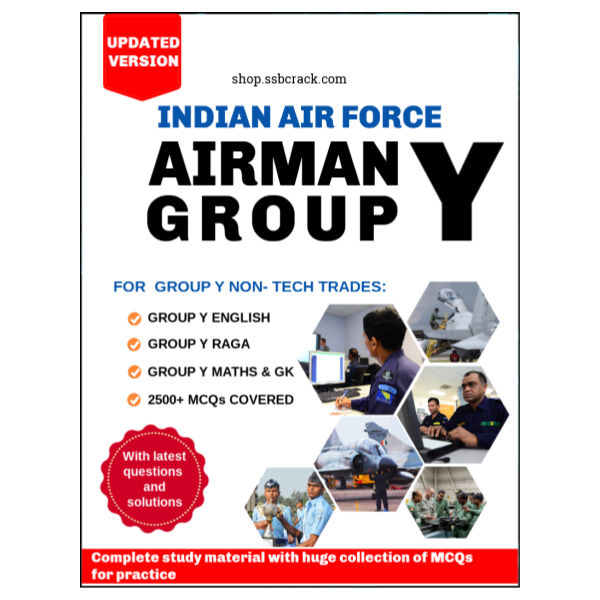 UPDATED
VERSION
shop.ssbcrack.com
INDIAN AIR FORCE
AIRMAN
GROUP Y
FOR GROUP Y NON- TECH TRADES:
GROUP Y ENGLISH
GROUP Y RAGA
GROUP Y MATHS & GK
2500+ MCQs COVERED
With latest
questions
and
solutions
Complete study material with huge collection of MCQs
for practice